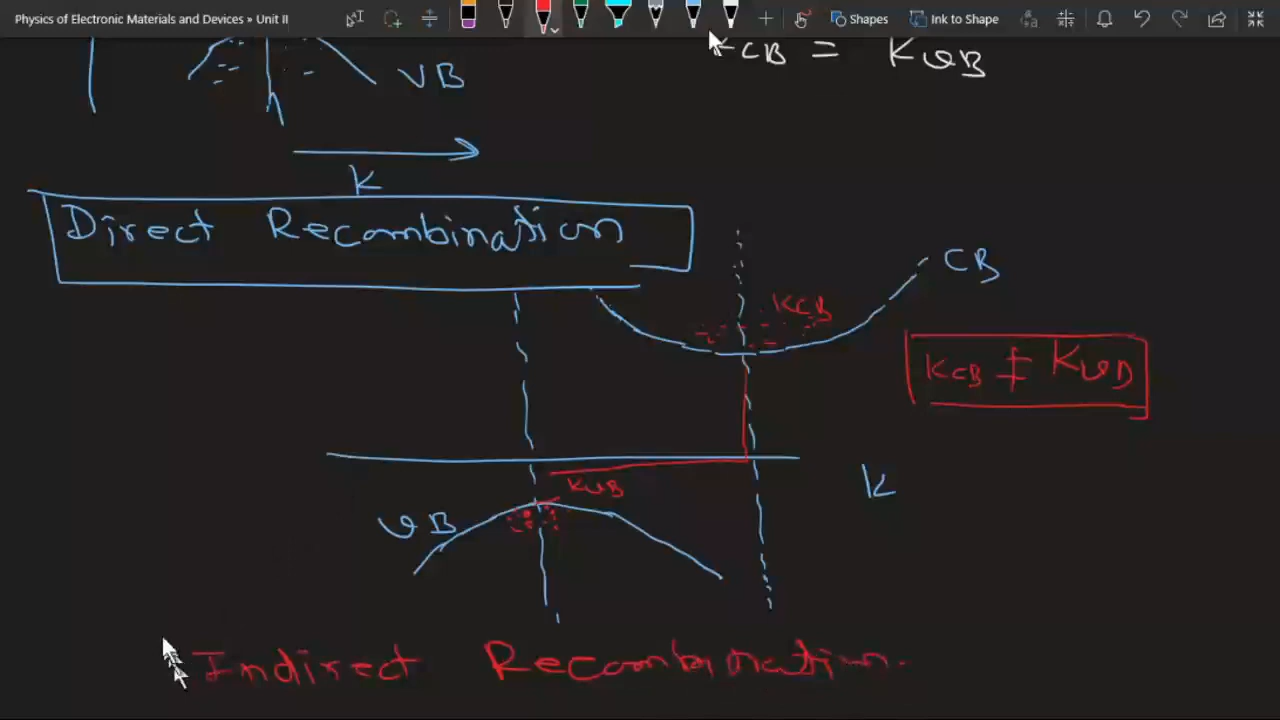 Physics of Electronic Materials and Devices » Unit II
Shapes
Ink to Shape
KCB = KVB
VB
K
Direct Recombination
CB
KCB
KCB ≠ KVB
KVB
K
VB
Indirect Recombination.